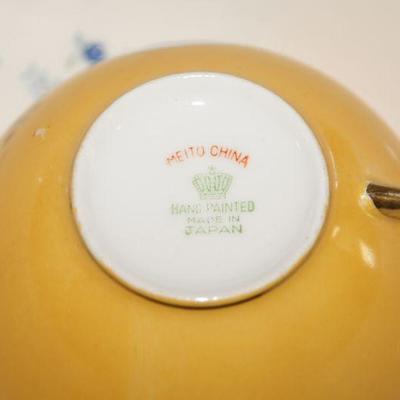 MEITO CHINA
HAND PAINTED
MADE IN
JAPAN